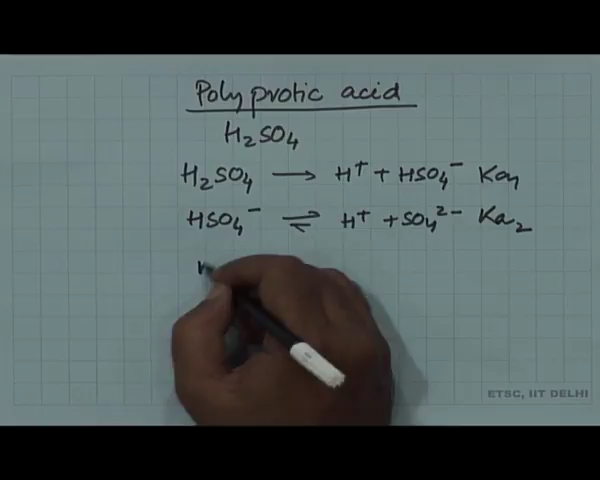 Polyprotic acid
H₂SO₄
H₂SO₄ ⟶ H⁺ + HSO₄⁻ Ka₁
HSO₄⁻ ⇌ H⁺ + SO₄²⁻ Ka₂
ETSC, IIT DELHI